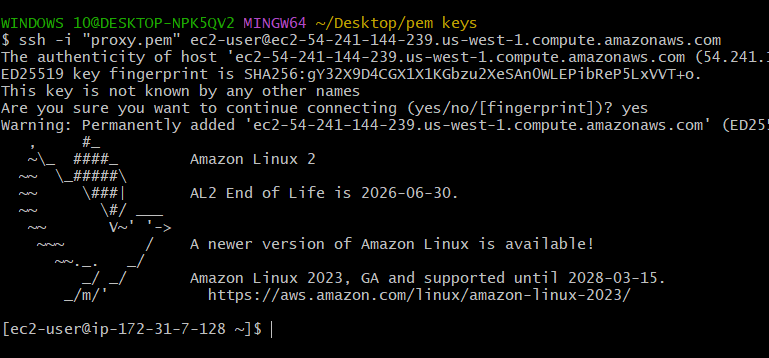 WINDOWS 10@DESKTOP-NPK5QV2 MINGW64 ~/Desktop/pem keys
$ ssh -i "proxy.pem" ec2-user@ec2-54-241-144-239.us-west-1.compute.amazonaws.com
The authenticity of host 'ec2-54-241-144-239.us-west-1.compute.amazonaws.com (54.241.1
ED25519 key fingerprint is SHA256:gY32X9D4CGX1X1KGbzu2XeSAnOWLEPibReP5LxVVT+o.
This key is not known by any other names
Are you sure you want to continue connecting (yes/no/[fingerprint])? yes
Warning: Permanently added 'ec2-54-241-144-239.us-west-1.compute.amazonaws.com' (ED255
   ,     #_
   ~\_  ####_        Amazon Linux 2
  ~~  \_#####\
  ~~     \###|       AL2 End of Life is 2026-06-30.
  ~~       \#/ ___
   ~~       V~' '->
    ~~~         /    A newer version of Amazon Linux is available!
      ~~._.   _/
         _/ _/       Amazon Linux 2023, GA and supported until 2028-03-15.
       _/m/'           https://aws.amazon.com/linux/amazon-linux-2023/
[ec2-user@ip-172-31-7-128 ~]$